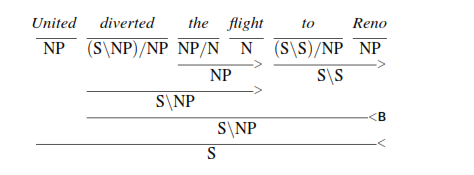 United diverted the flight to Reno
NP (S\NP)/NP NP/N N (S\S)/NP NP
> >
NP S\S
>
S\NP
<B
S\NP
<
S